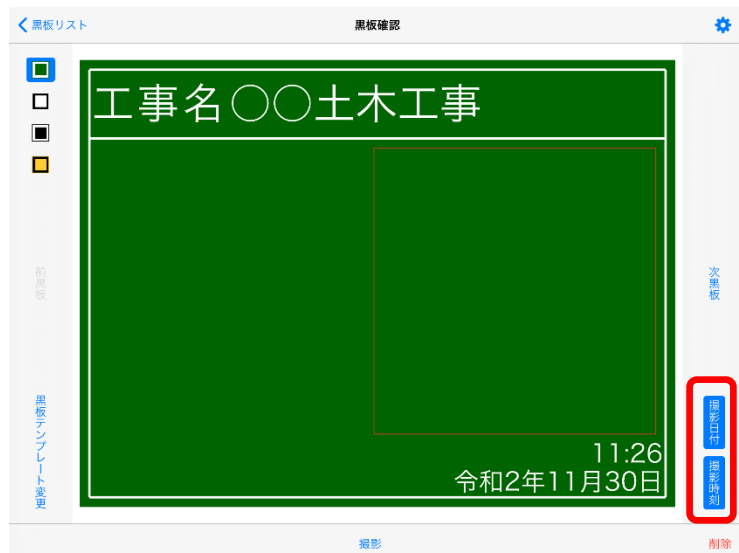 黒板リスト
黒板確認
工事名○○土木工事
前黒板
次黒板
黒板テンプレート変更
撮影日付
撮影時刻
11:26
令和2年11月30日
撮影
削除